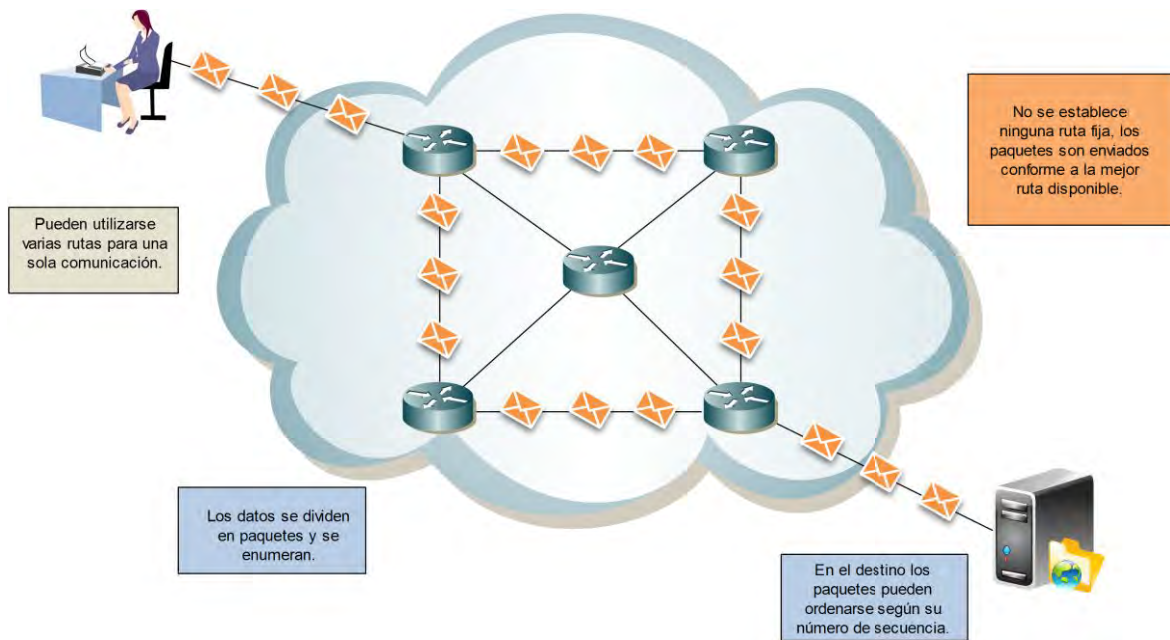 No se establece
ninguna ruta fija, los
paquetes son enviados
conforme a la mejor
ruta disponible.
Pueden utilizarse
varias rutas para una
sola comunicación.
Los datos se dividen
en paquetes y se
enumeran.
En el destino los
paquetes pueden
ordenarse según su
número de secuencia.